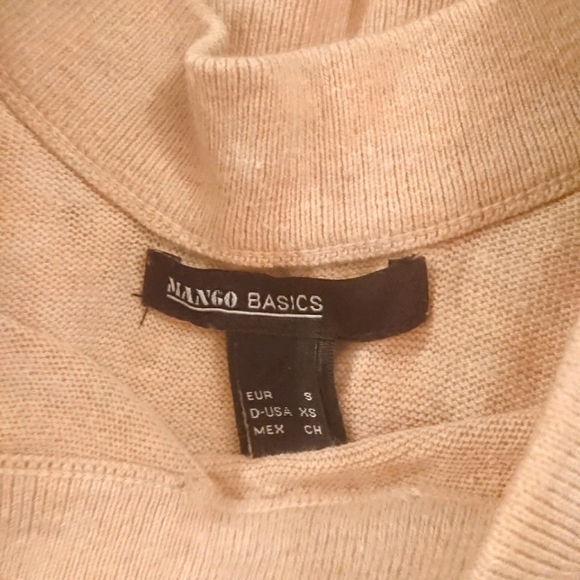 MANGO BASICS
EUR S
D-USA XS
MEX CH